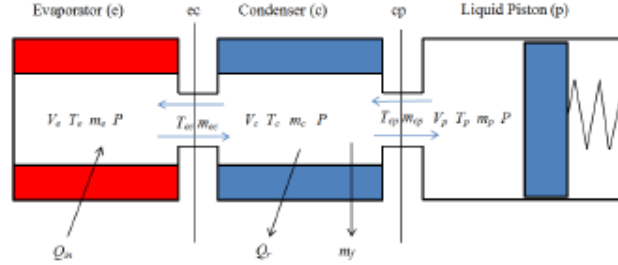 Evaporator (e) ec Condenser (c) cp Liquid Piston (p)
Vₑ Tₑ mₑ P Tₑc mₑc Vc Tc mc P Tcp mcp Vp Tp mp P
Qin Qr mf